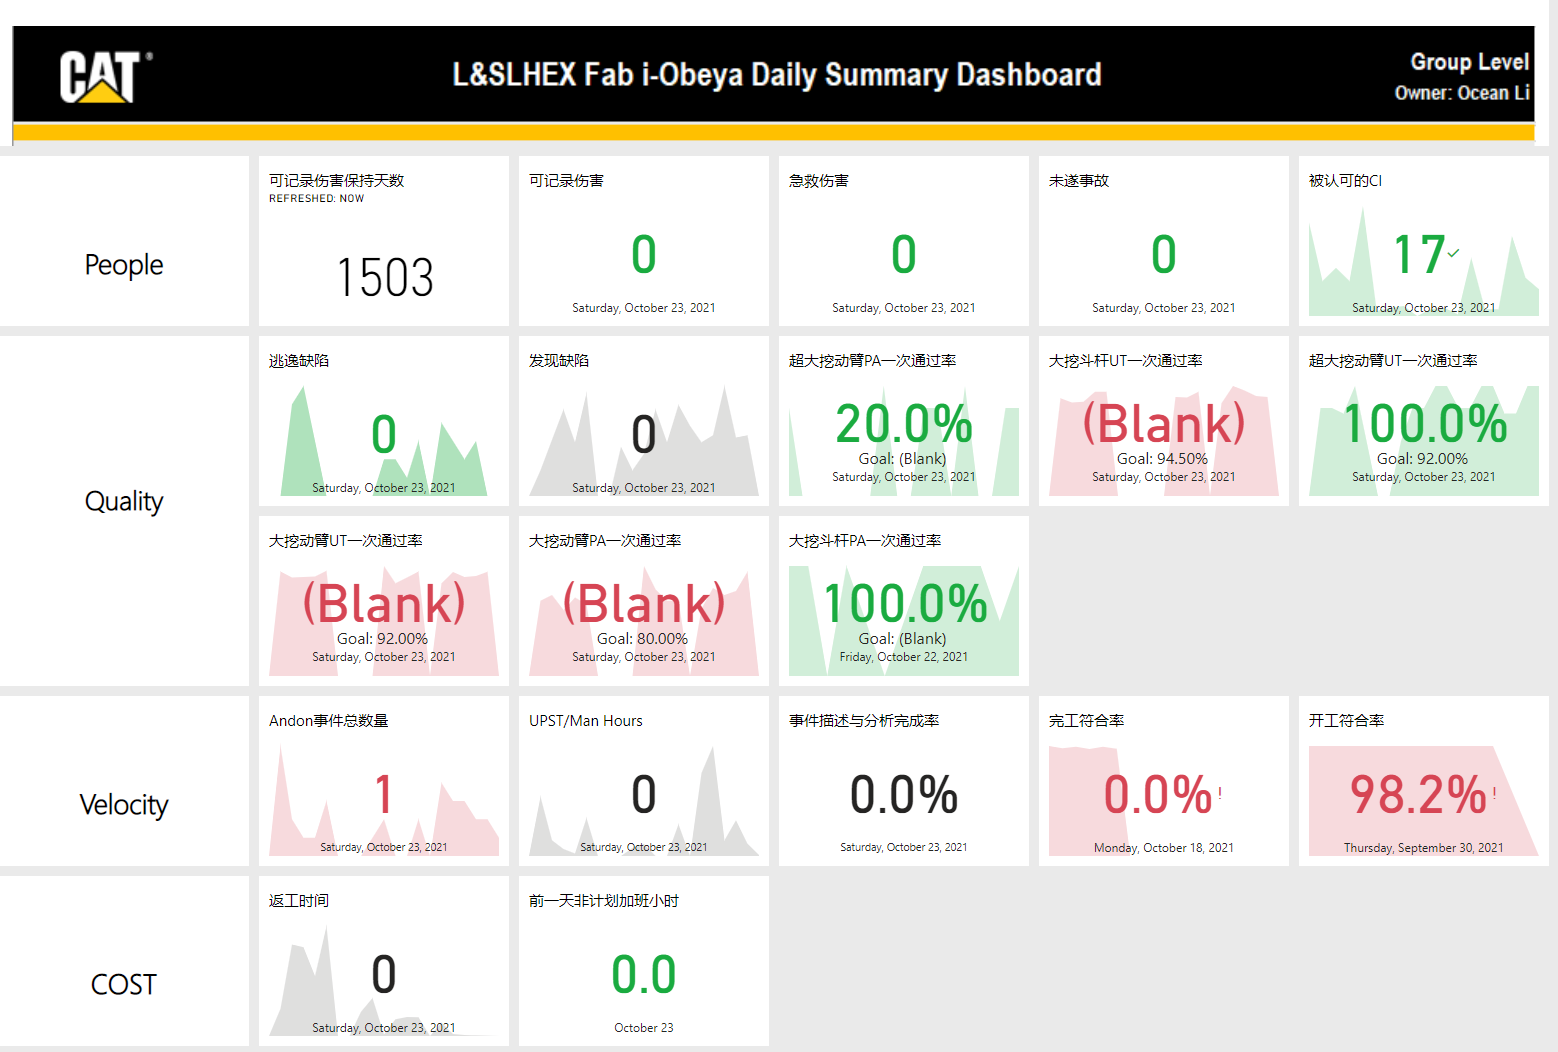 CAT
L&SLHEX Fab i-Obeya Daily Summary Dashboard
Group Level
Owner: Ocean Li
People
可记录伤害保持天数
REFRESHED: NOW
1503
可记录伤害
0
Saturday, October 23, 2021
急救伤害
0
Saturday, October 23, 2021
未遂事故
0
Saturday, October 23, 2021
被认可的CI
17
Saturday, October 23, 2021
Quality
逃逸缺陷
0
Saturday, October 23, 2021
发现缺陷
0
Saturday, October 23, 2021
超大挖动臂PA一次通过率
20.0%
Goal: (Blank)
Saturday, October 23, 2021
大挖斗杆UT一次通过率
(Blank)
Goal: 94.50%
Saturday, October 23, 2021
超大挖动臂UT一次通过率
100.0%
Goal: 92.00%
Saturday, October 23, 2021
大挖动臂UT一次通过率
(Blank)
Goal: 92.00%
Saturday, October 23, 2021
大挖动臂PA一次通过率
(Blank)
Goal: 80.00%
Saturday, October 23, 2021
大挖斗杆PA一次通过率
100.0%
Goal: (Blank)
Friday, October 22, 2021
Velocity
Andon事件总数量
1
Saturday, October 23, 2021
UPST/Man Hours
0
Saturday, October 23, 2021
事件描述与分析完成率
0.0%
Saturday, October 23, 2021
完工符合率
0.0% !
Monday, October 18, 2021
开工符合率
98.2% !
Thursday, September 30, 2021
COST
返工时间
0
Saturday, October 23, 2021
前一天非计划加班小时
0.0
October 23